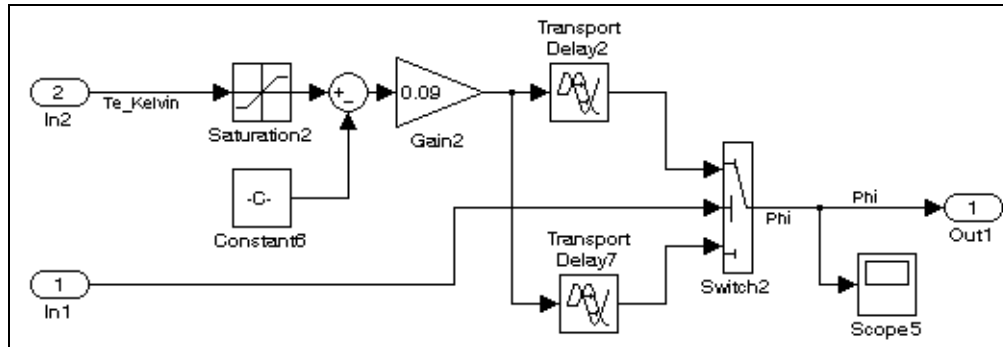 Transport
Delay2
2
Te_Kelvin
+
-
0.09
In2
Saturation2
Gain2
-C-
Constant6
Phi
Phi
1
Out1
Transport
Delay7
1
In1
Switch2
Scope5